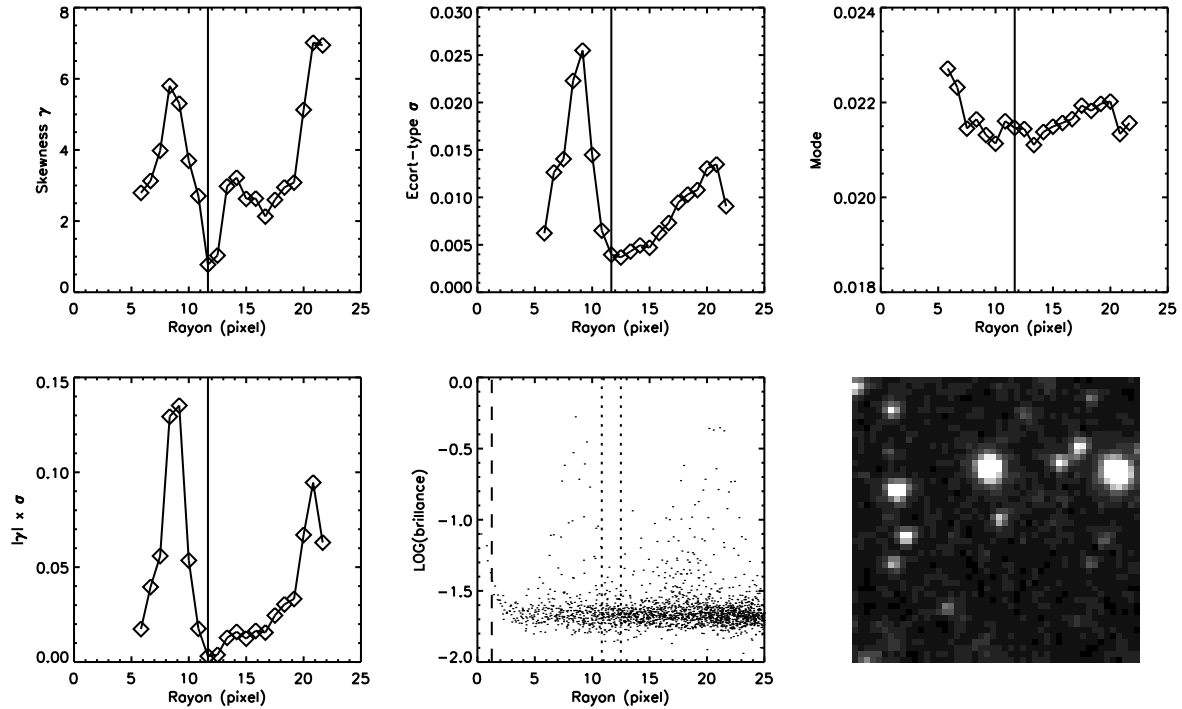 8
6
4
2
0
Skewness γ
0 5 10 15 20 25
Rayon (pixel)
0.030
0.025
0.020
0.015
0.010
0.005
0.000
Ecart-type σ
0 5 10 15 20 25
Rayon (pixel)
0.024
0.022
0.020
0.018
Mode
0 5 10 15 20 25
Rayon (pixel)
0.15
0.10
0.05
0.00
|γ| x σ
0 5 10 15 20 25
Rayon (pixel)
0.0
-0.5
-1.0
-1.5
-2.0
LOG(brillance)
0 5 10 15 20 25
Rayon (pixel)